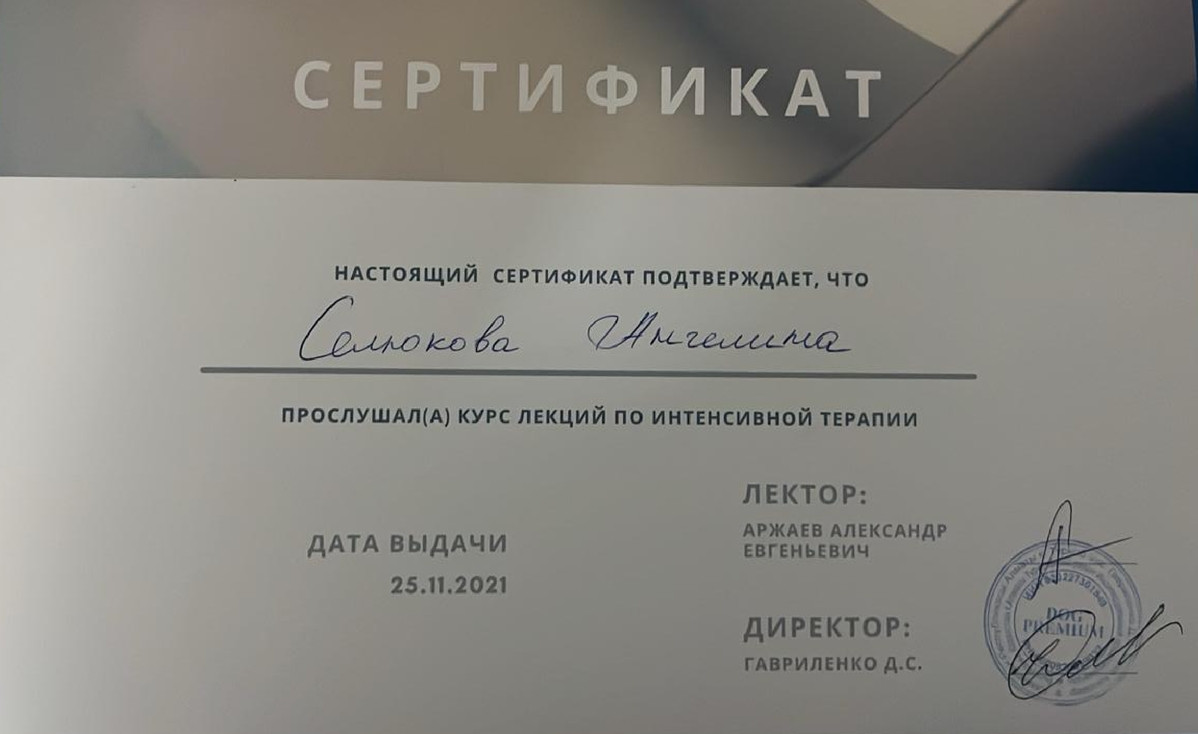 СЕРТИФИКАТ
НАСТОЯЩИЙ СЕРТИФИКАТ ПОДТВЕРЖДАЕТ, ЧТО
Селюкова Ангелина
ПРОСЛУШАЛ(А) КУРС ЛЕКЦИЙ ПО ИНТЕНСИВНОЙ ТЕРАПИИ
ДАТА ВЫДАЧИ
25.11.2021
ЛЕКТОР:
АРЖАЕВ АЛЕКСАНДР
ЕВГЕНЬЕВИЧ
ДИРЕКТОР:
ГАВРИЛЕНКО Д.С.
DOG
PREMIUM